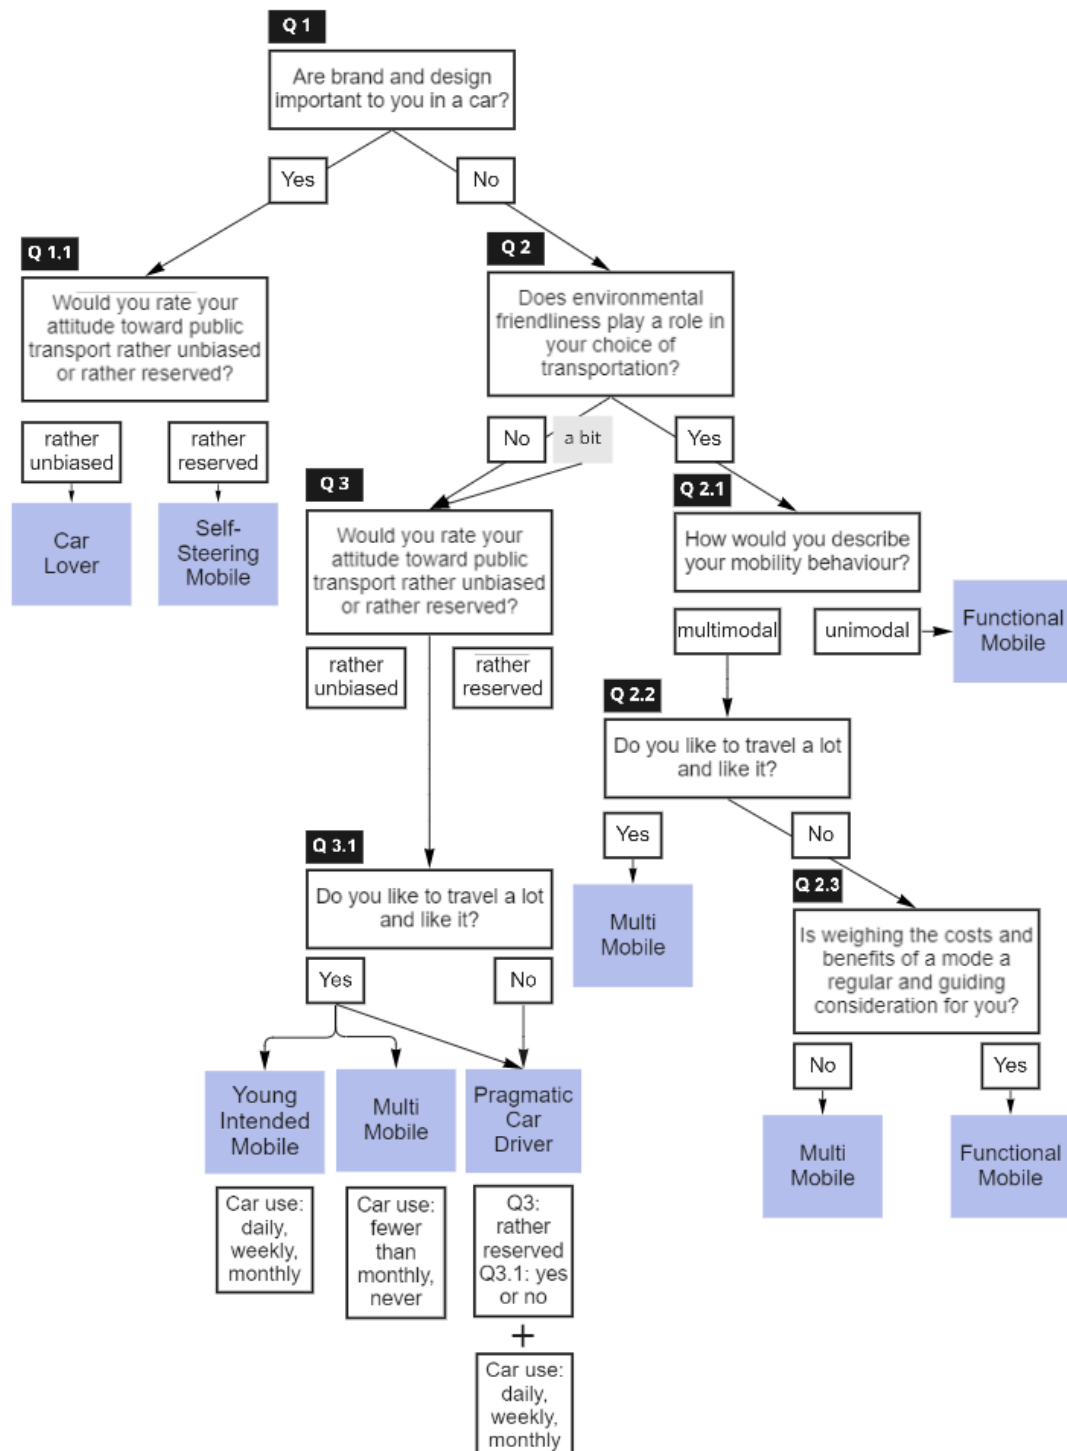 Q 1
Are brand and design
important to you in a car?
Yes
No
Q 1.1
Would you rate your
attitude toward public
transport rather unbiased
or rather reserved?
rather
unbiased
rather
reserved
Car
Lover
Self-
Steering
Mobile
Q 2
Does environmental
friendliness play a role in
your choice of
transportation?
No
a bit
Yes
Q 3
Would you rate your
attitude toward public
transport rather unbiased
or rather reserved?
rather
unbiased
rather
reserved
Q 2.1
How would you describe
your mobility behaviour?
multimodal
unimodal
Functional
Mobile
Q 2.2
Do you like to travel a lot
and like it?
Yes
No
Multi
Mobile
Q 2.3
Is weighing the costs and
benefits of a mode a
regular and guiding
consideration for you?
No
Yes
Multi
Mobile
Functional
Mobile
Q 3.1
Do you like to travel a lot
and like it?
Yes
No
Young
Intended
Mobile
Multi
Mobile
Pragmatic
Car
Driver
Car use:
daily,
weekly,
monthly
Car use:
fewer
than
monthly,
never
Q3:
rather
reserved
Q3.1: yes
or no
+
Car use:
daily,
weekly,
monthly